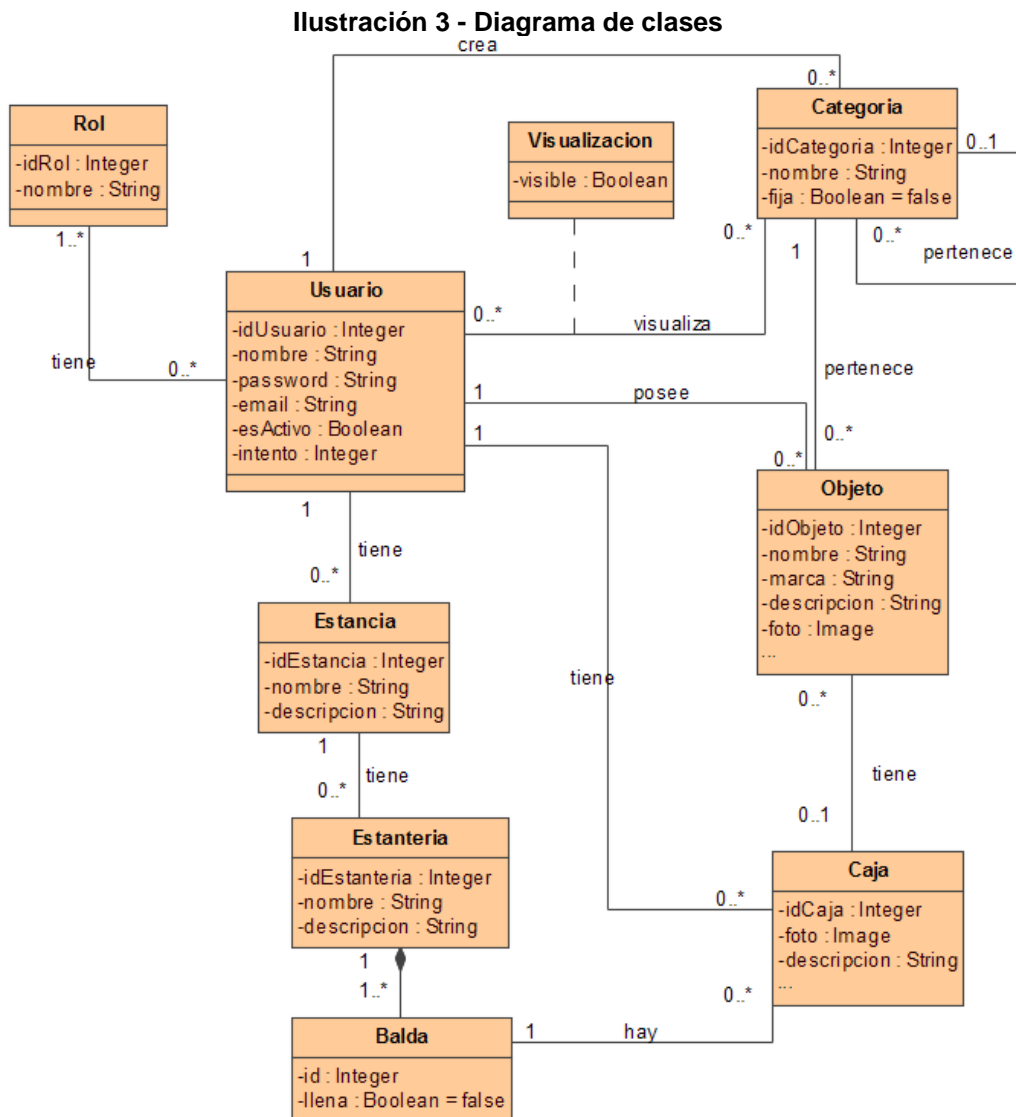 Ilustración 3 - Diagrama de clases
crea
0..*
Rol
-idRol : Integer
-nombre : String
1..*
Visualizacion
-visible : Boolean
Categoria
-idCategoria : Integer
-nombre : String
-fija : Boolean = false
0..1
0..*
1
0..*
pertenece
1
Usuario
-idUsuario : Integer
-nombre : String
-password : String
-email : String
-esActivo : Boolean
-intento : Integer
0..*
visualiza
tiene
0..*
1
posee
pertenece
1
0..*
0..*
1
tiene
0..*
Objeto
-idObjeto : Integer
-nombre : String
-marca : String
-descripcion : String
-foto : Image
...
Estancia
-idEstancia : Integer
-nombre : String
-descripcion : String
tiene
0..*
1
tiene
0..*
tiene
0..1
Estanteria
-idEstanteria : Integer
-nombre : String
-descripcion : String
Caja
-idCaja : Integer
-foto : Image
-descripcion : String
...
0..*
1
1..*
0..*
Balda
-id : Integer
-llena : Boolean = false
1
hay